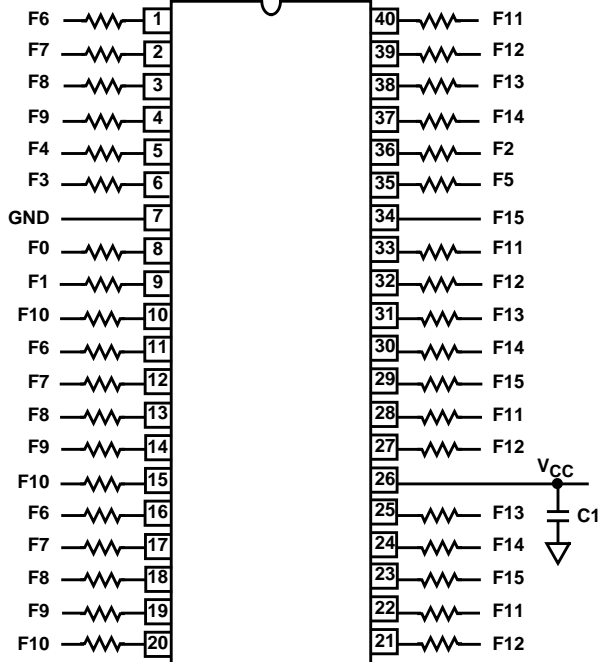 F6 1 40 F11
F7 2 39 F12
F8 3 38 F13
F9 4 37 F14
F4 5 36 F2
F3 6 35 F5
GND 7 34 F15
F0 8 33 F11
F1 9 32 F12
F10 10 31 F13
F6 11 30 F14
F7 12 29 F15
F8 13 28 F11
F9 14 27 F12
VCC
F10 15 26
F6 16 25 F13 C1
F7 17 24 F14
F8 18 23 F15
F9 19 22 F11
F10 20 21 F12